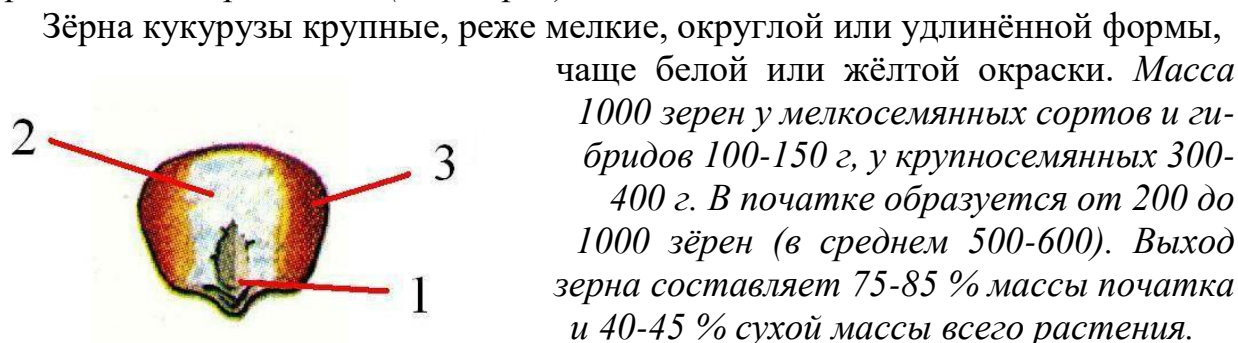 Зёрна кукурузы крупные, реже мелкие, округлой или удлинённой формы,
чаще белой или жёлтой окраски. Масса
1000 зерен у мелкосемянных сортов и ги-
бридов 100-150 г, у крупносемянных 300-
400 г. В початке образуется от 200 до
1000 зёрен (в среднем 500-600). Выход
зерна составляет 75-85 % массы початка
и 40-45 % сухой массы всего растения.
2
3
1